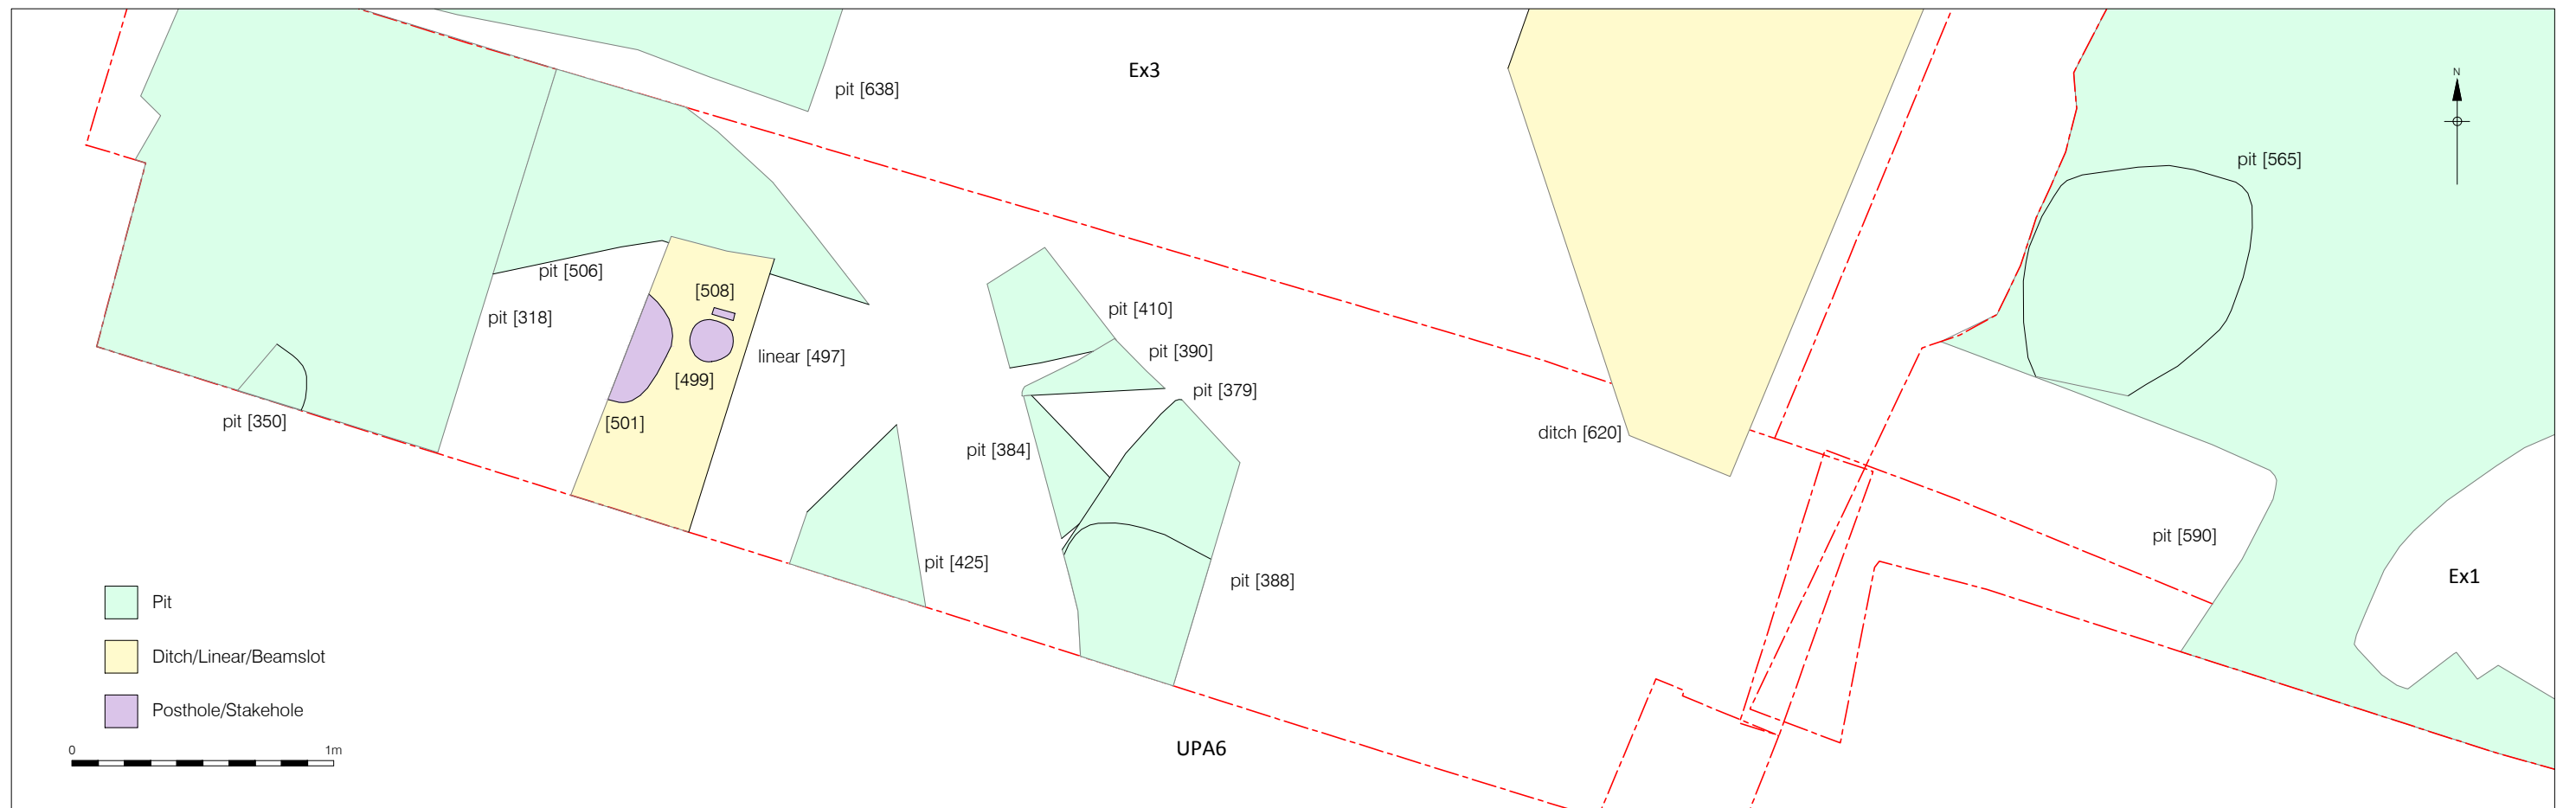 Ex3
N
pit [638]
pit [565]
pit [506]
[508]
pit [410]
pit [318]
linear [497]
pit [390]
[499]
pit [379]
pit [350]
[501]
ditch [620]
pit [384]
pit [590]
pit [425]
Ex1
pit [388]
Pit
Ditch/Linear/Beamslot
Posthole/Stakehole
0 1m
UPA6